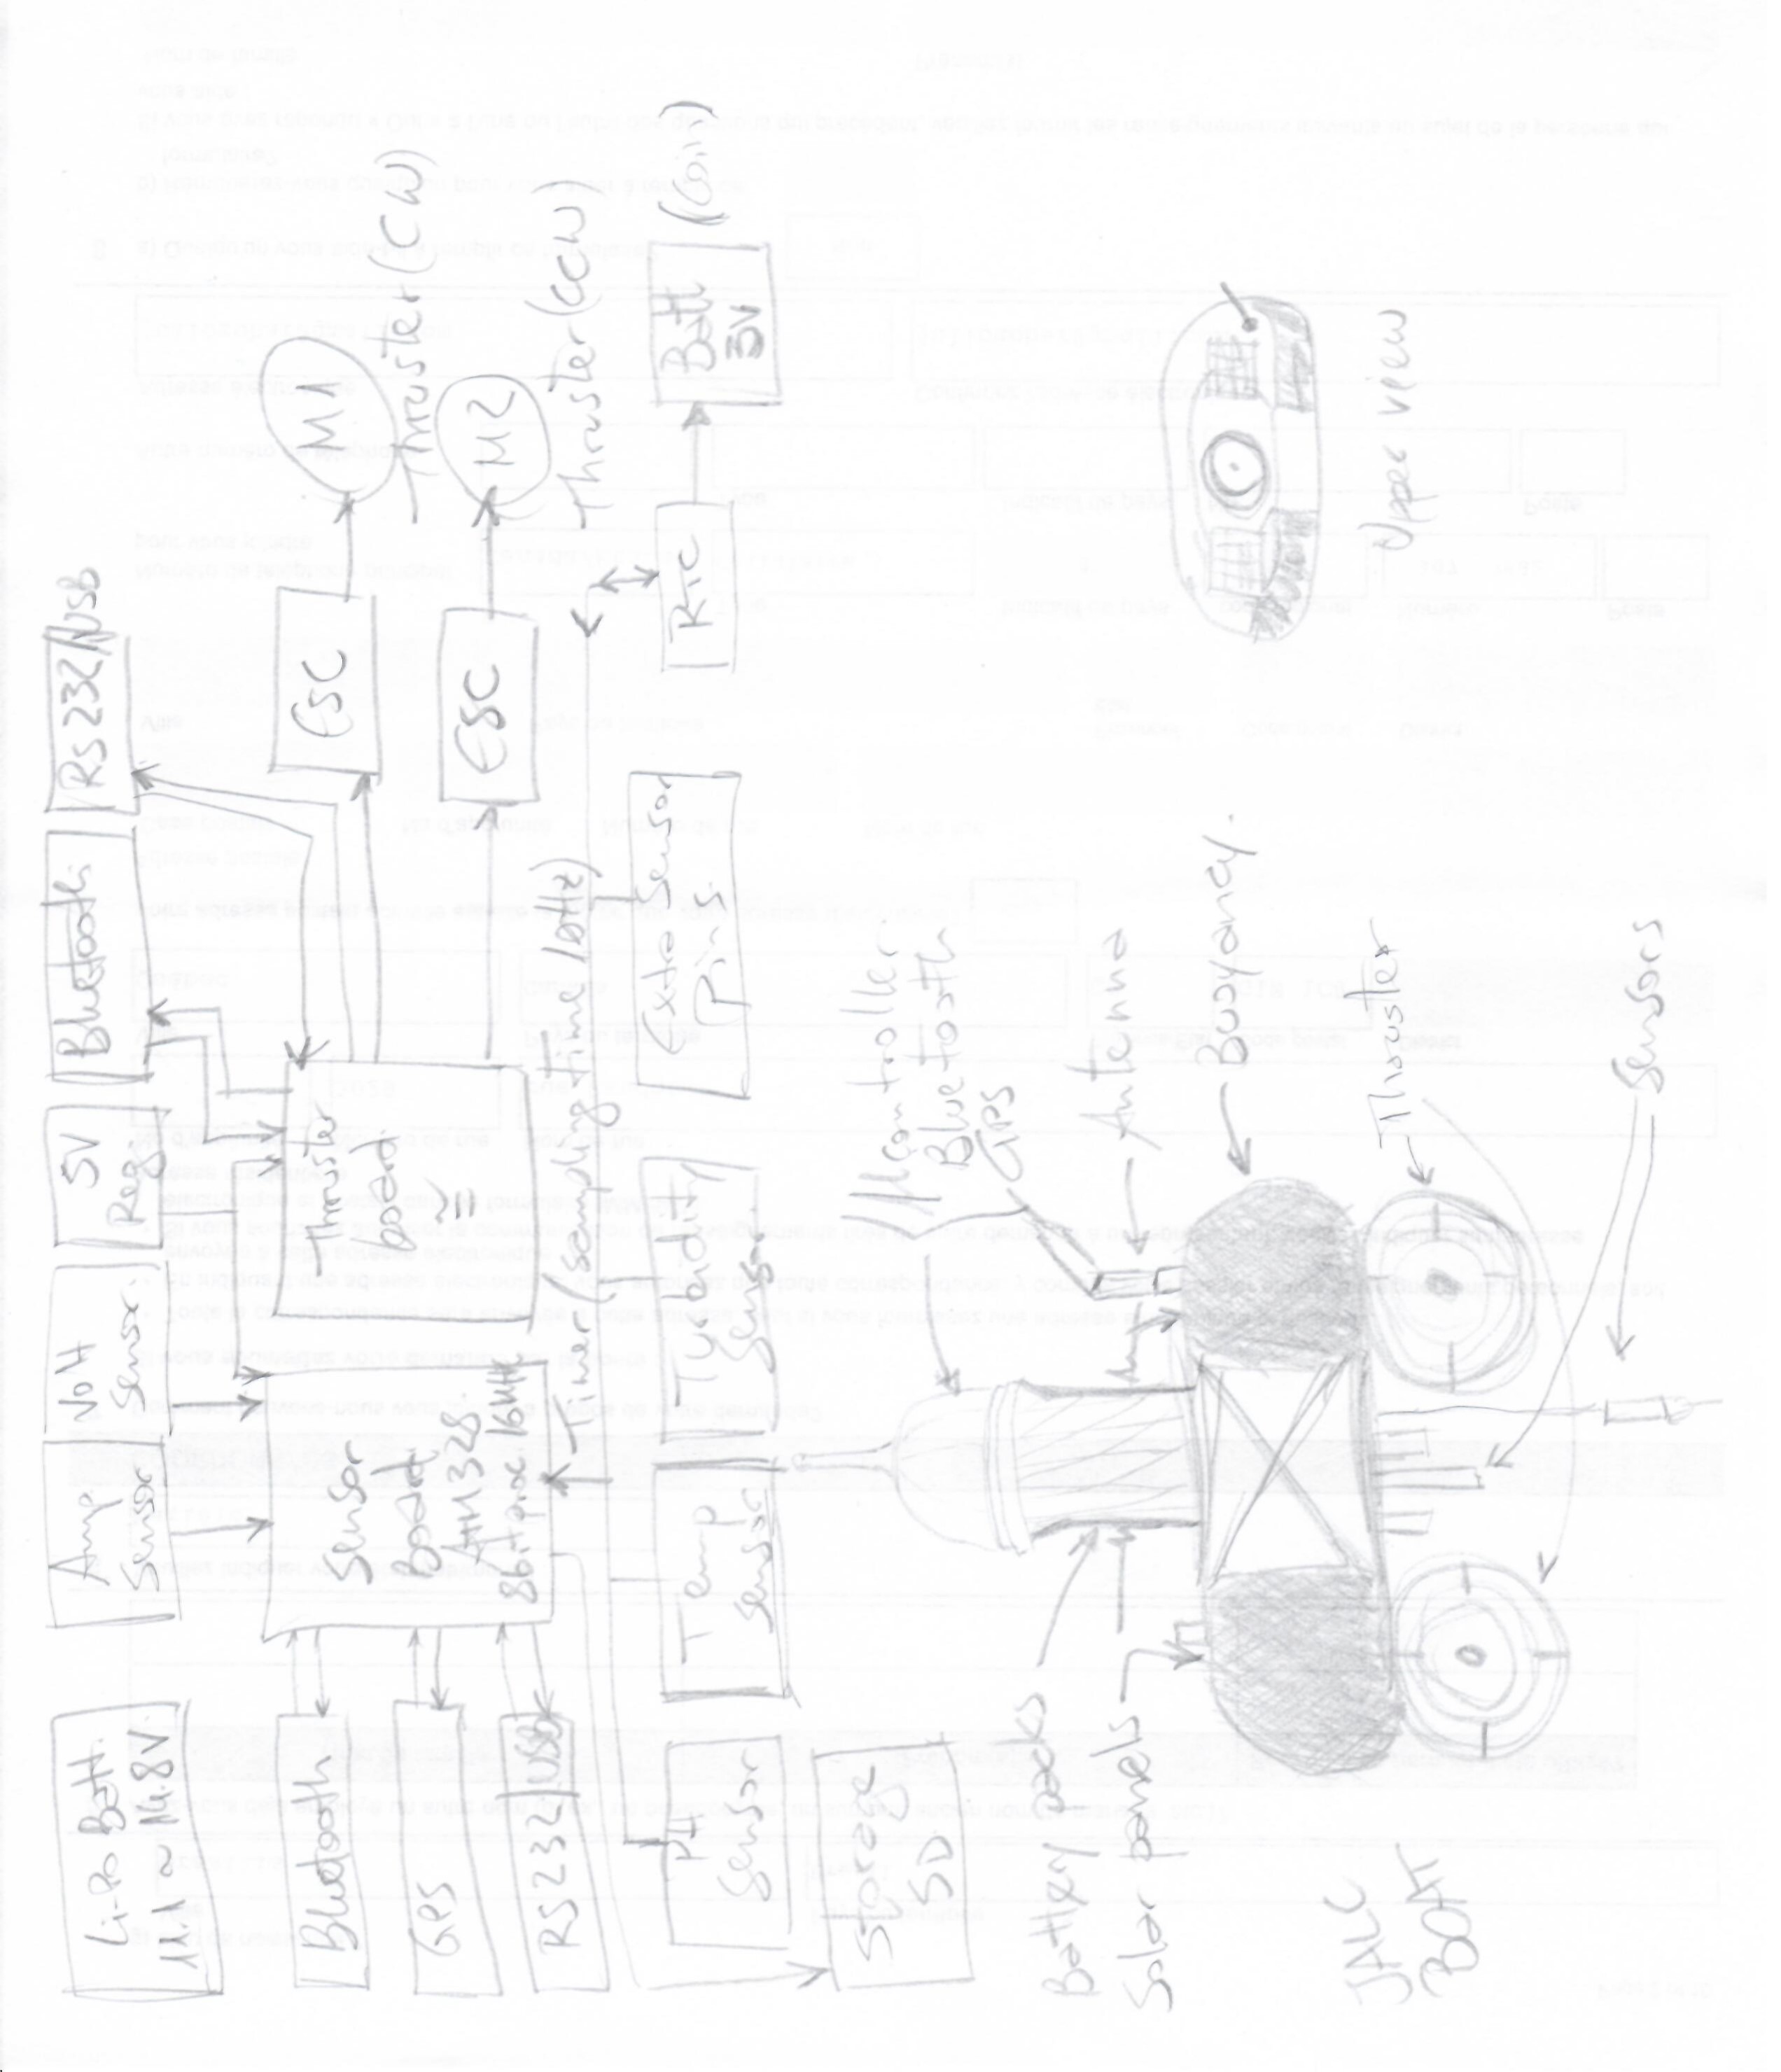 Li-Po Batt.
11.1 ~ 14.8V
Amp
Sensor
Volt
Sensor.
5V
Reg.
Bluetooth
RS232/USB
Bluetooth
GPS
RS232/USB
Sensor
Board
ATM328
8bit proc. 16MHz
Thruster
board
≅
ESC
M1
Thruster (CW)
ESC
M2
Thruster (CCW)
Timer (sampling time 10Hz)
PH
Sensor
Temp
Sensor
Turbidity
Sensor
Extra Sensor
Pins
RTC
Batt
3V
(Coin)
Storage
SD
μcontroller
Bluetooth
GPS
Battery packs
Solar panels
Antenna
Buoyancy.
JALC
BOAT
Thruster
Upper view
Sensors